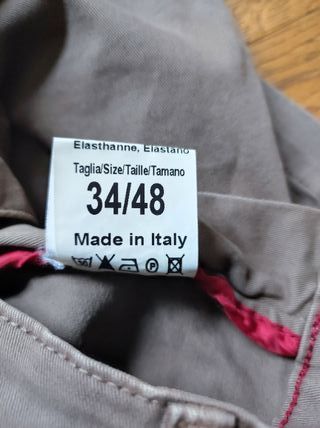 Elasthanne, Elastano
Taglia/Size/Taille/Tamano
34/48
Made in Italy